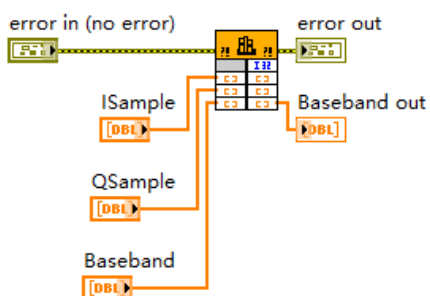 error in (no error)
error out
?! ?!
I32
ISample
[DBL]
Baseband out
[DBL]
QSample
[DBL]
Baseband
[DBL]